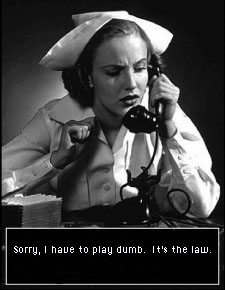 Sorry, I have to play dumb. It's the law.